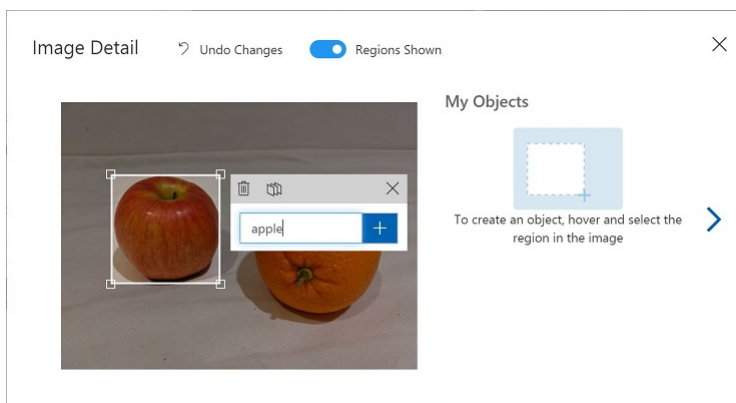 Image Detail
Undo Changes
Regions Shown
My Objects
apple
To create an object, hover and select the
region in the image